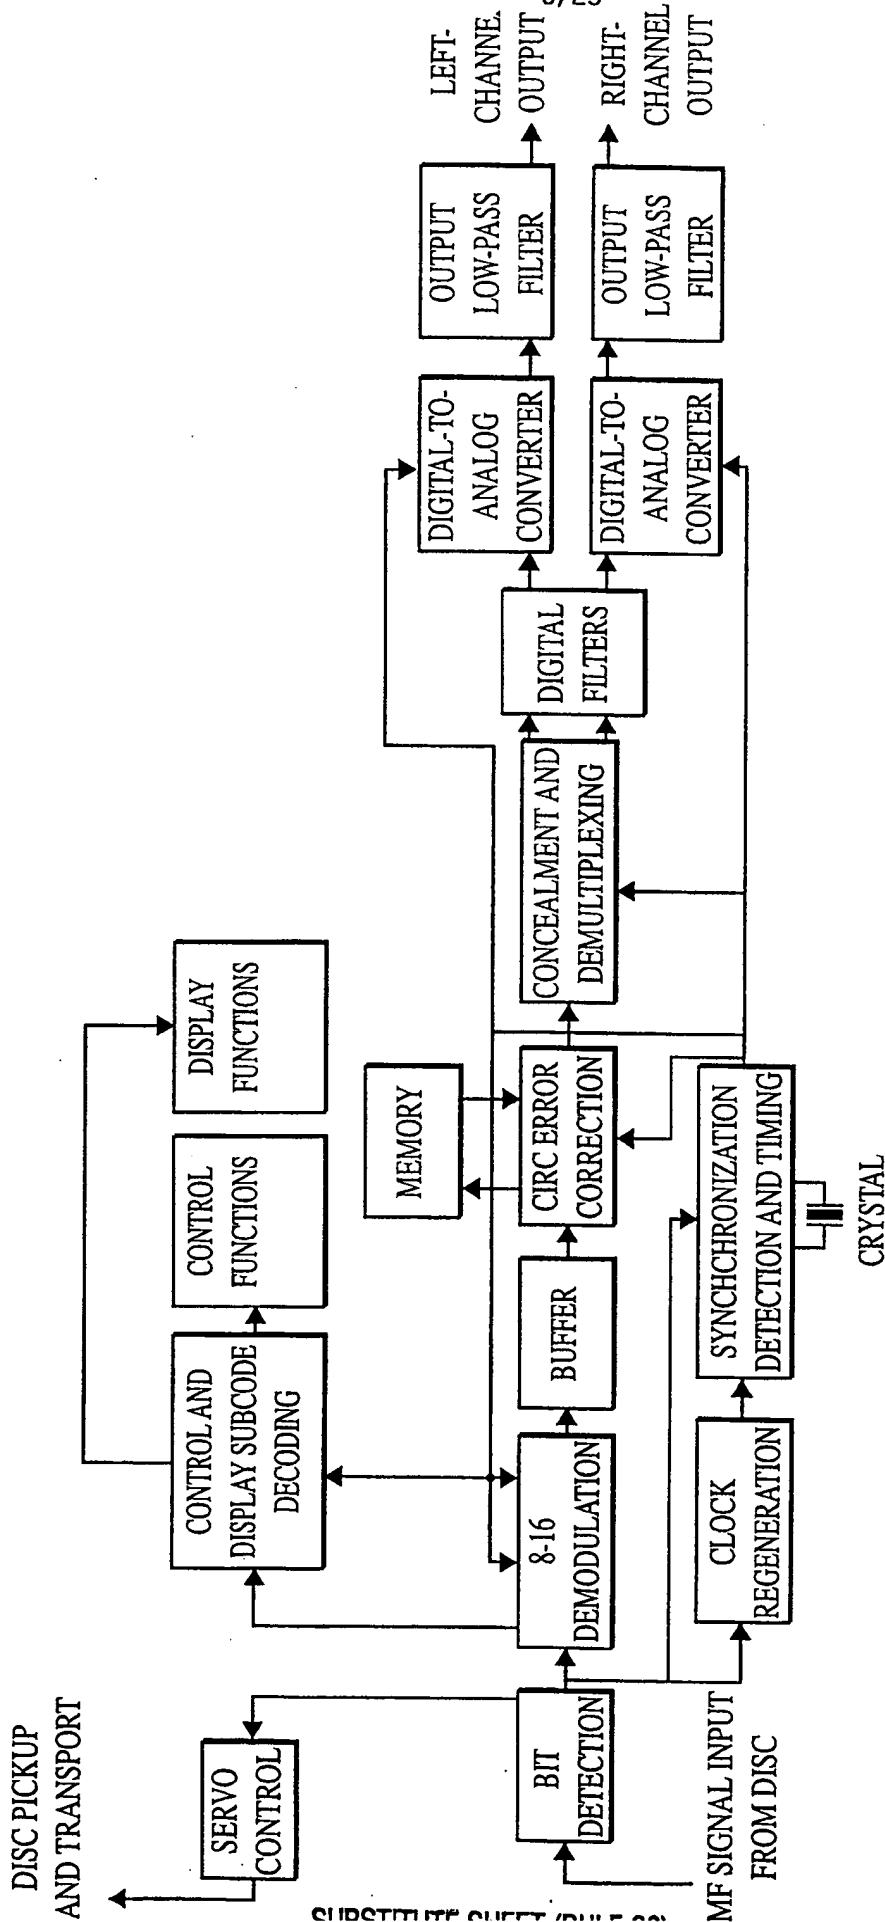 DISC PICKUP
AND TRANSPORT
SERVO
CONTROL
CONTROL AND
DISPLAY SUBCODE
DECODING
CONTROL
FUNCTIONS
DISPLAY
FUNCTIONS
MEMORY
BIT
DETECTION
8-16
DEMODULATION
BUFFER
CIRC ERROR
CORRECTION
CONCEALMENT AND
DEMULTIPLEXING
DIGITAL
FILTERS
DIGITAL-TO-
ANALOG
CONVERTER
OUTPUT
LOW-PASS
FILTER
LEFT-
CHANNEL
OUTPUT
DIGITAL-TO-
ANALOG
CONVERTER
OUTPUT
LOW-PASS
FILTER
RIGHT-
CHANNEL
OUTPUT
MF SIGNAL INPUT
FROM DISC
CLOCK
REGENERATION
SYNCHCHRONIZATION
DETECTION AND TIMING
CRYSTAL